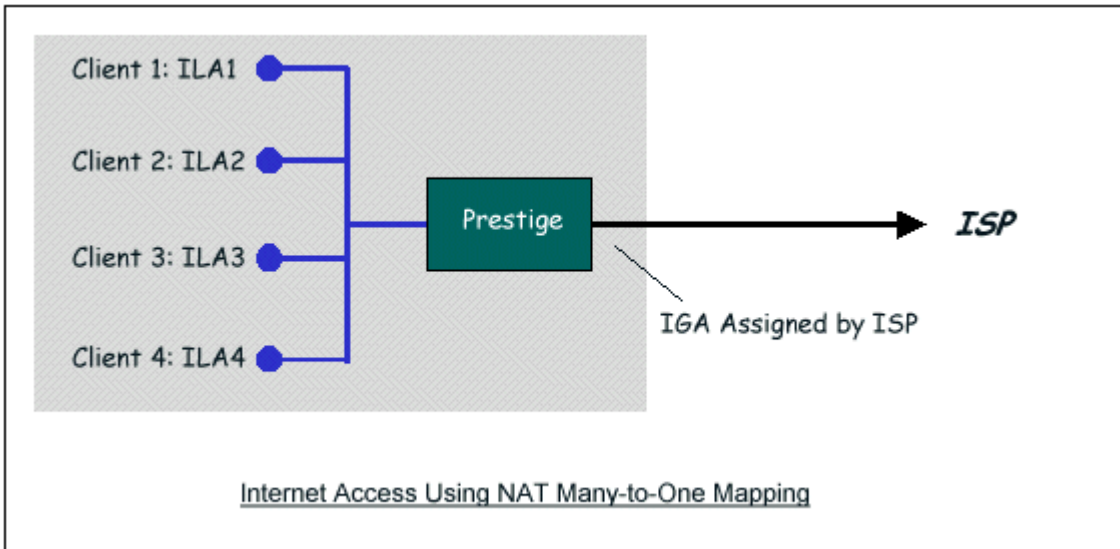 Client 1: ILA1
Client 2: ILA2
Prestige
ISP
Client 3: ILA3
IGA Assigned by ISP
Client 4: ILA4
Internet Access Using NAT Many-to-One Mapping